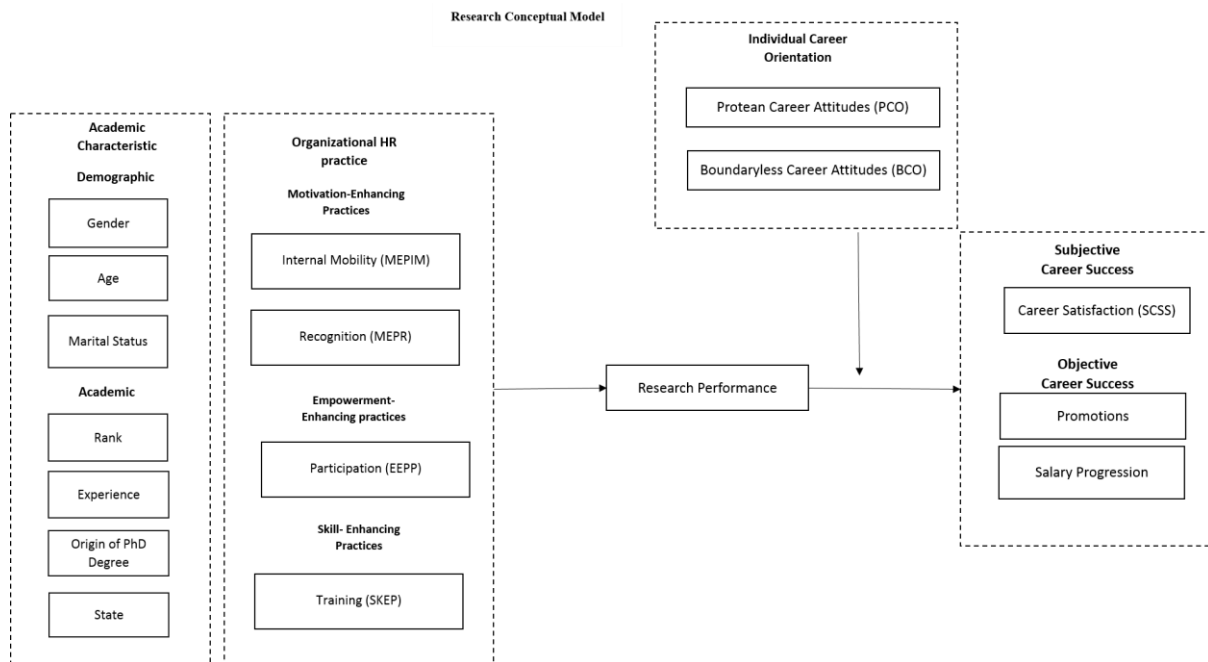 Research Conceptual Model
Individual Career
Orientation
Protean Career Attitudes (PCO)
Boundaryless Career Attitudes (BCO)
Academic
Characteristic
Demographic
Gender
Age
Marital Status
Academic
Rank
Experience
Origin of PhD
Degree
State
Organizational HR
practice
Motivation-Enhancing
Practices
Internal Mobility (MEPIM)
Recognition (MEPR)
Empowerment-
Enhancing practices
Participation (EEPP)
Skill- Enhancing
Practices
Training (SKEP)
Research Performance
Subjective
Career Success
Career Satisfaction (SCSS)
Objective
Career Success
Promotions
Salary Progression